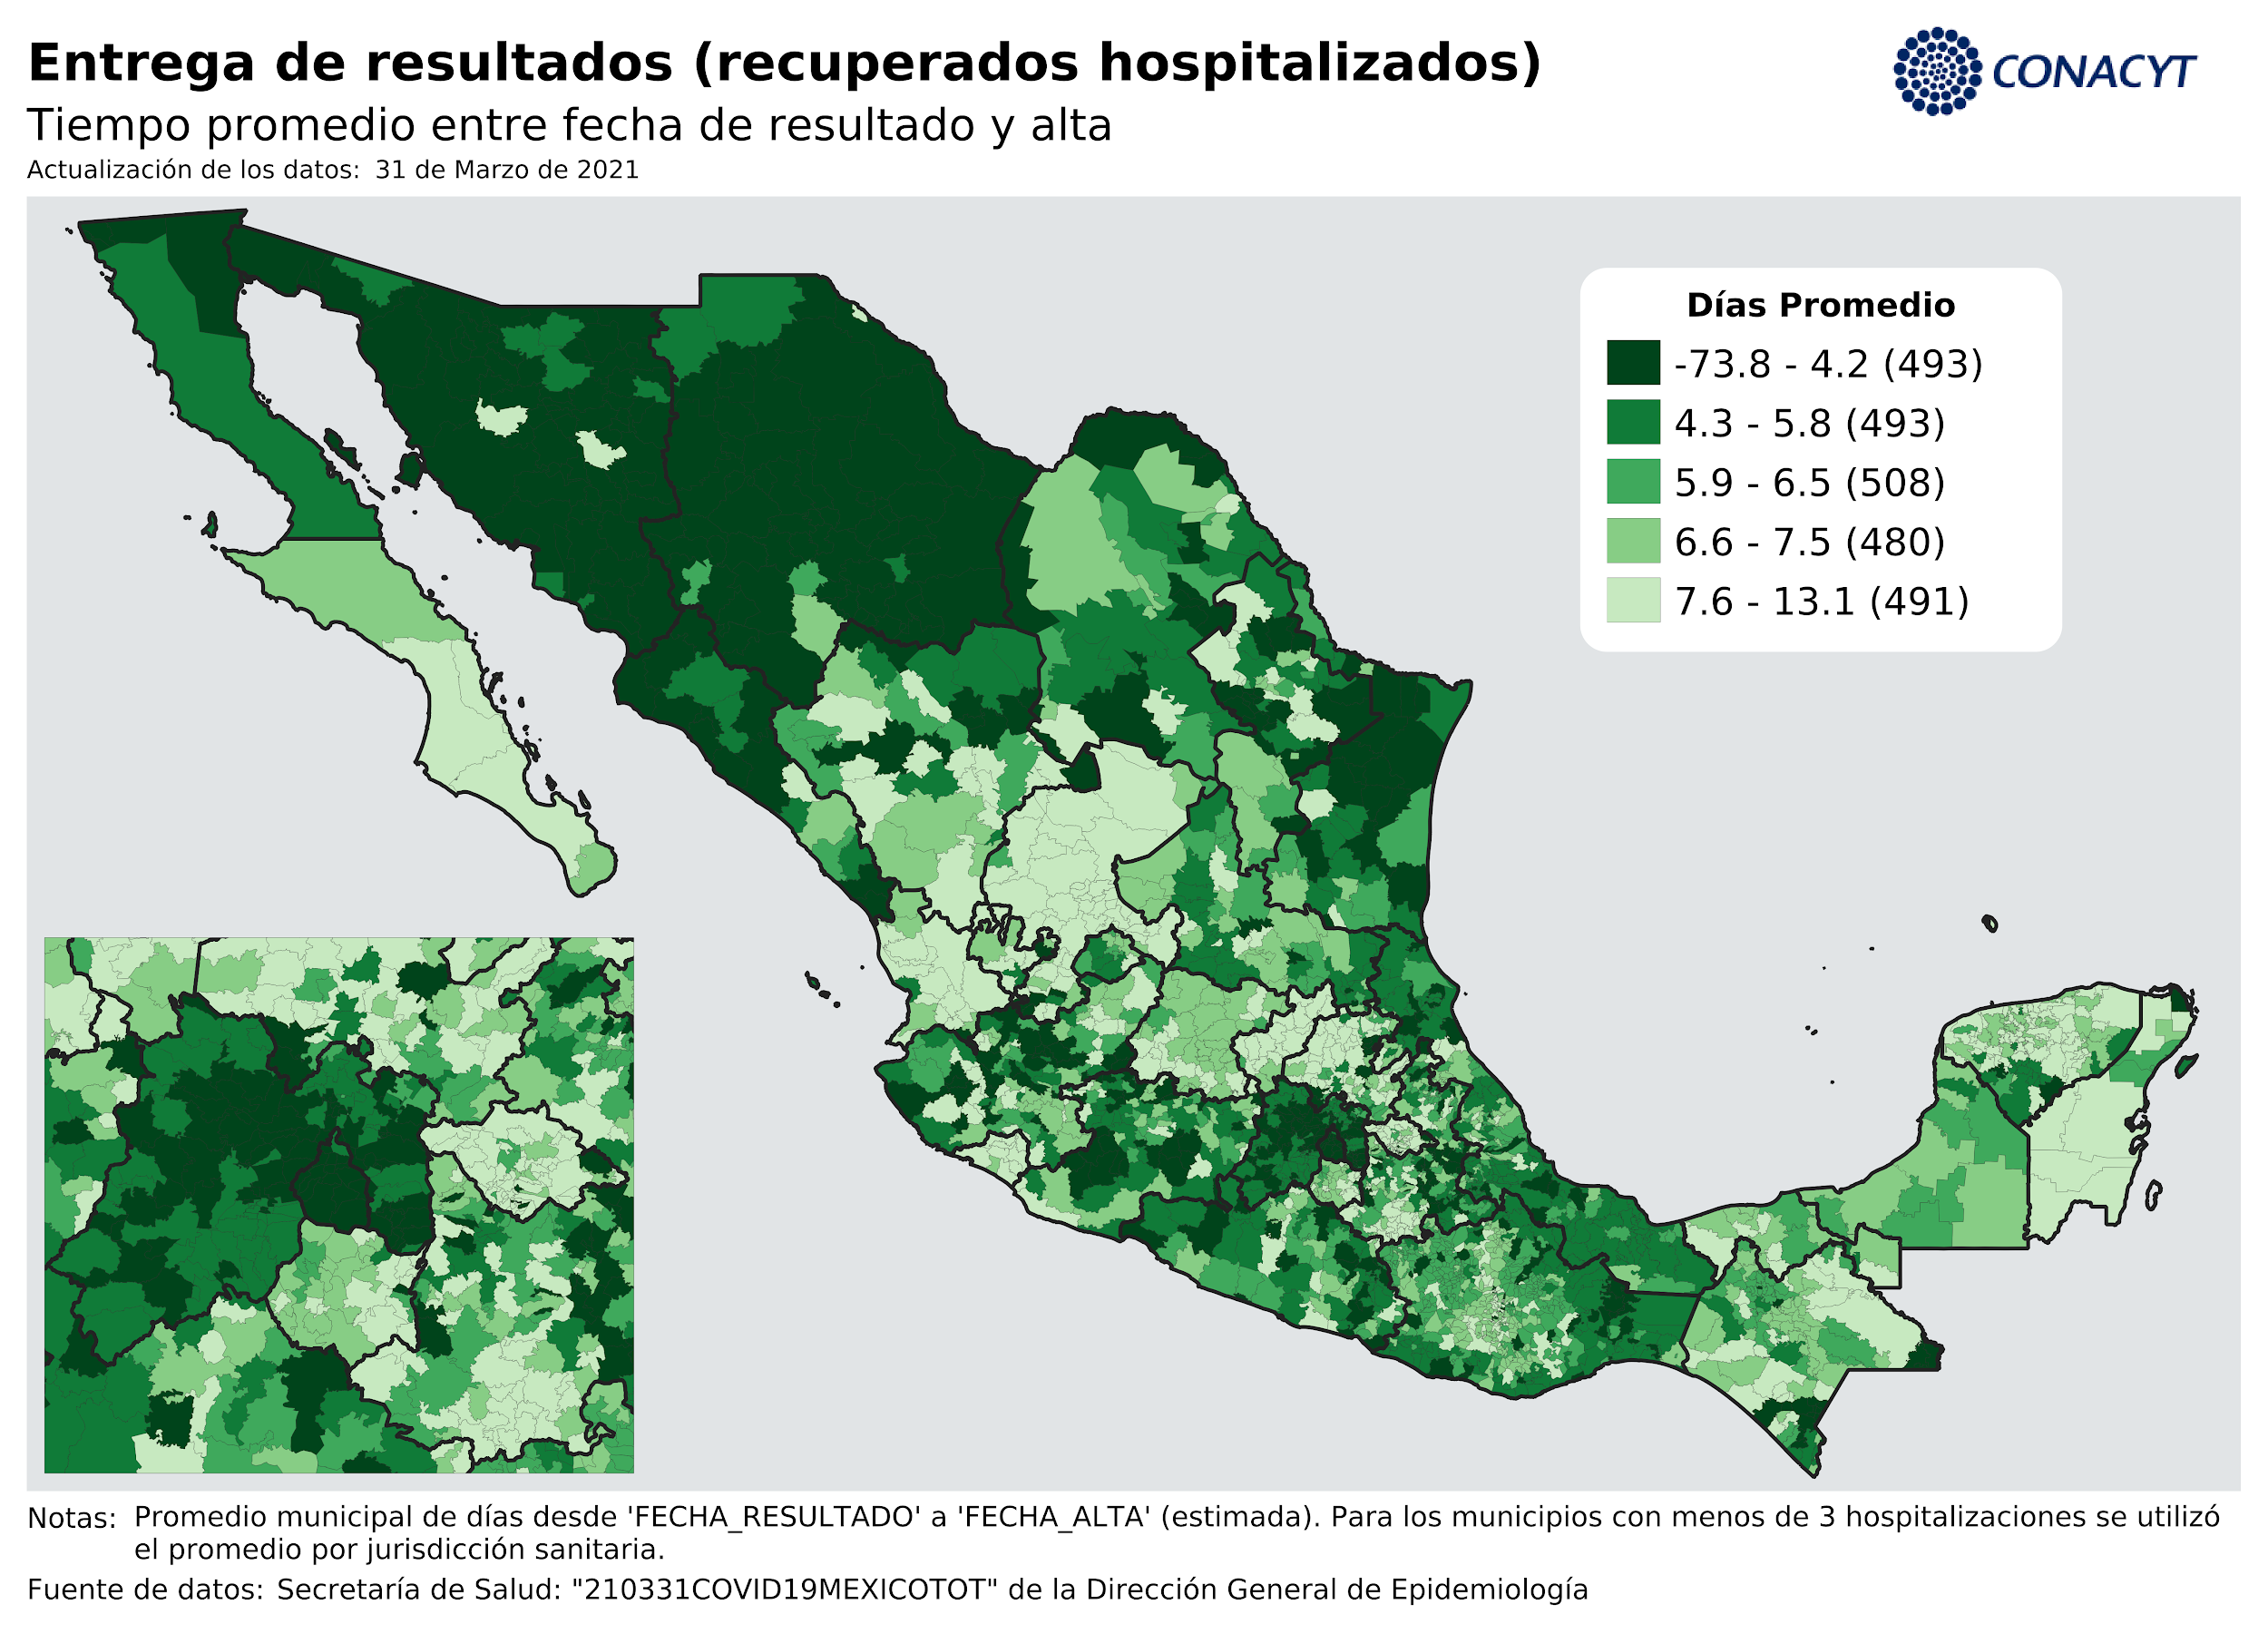 Entrega de resultados (recuperados hospitalizados)
CONACYT
Tiempo promedio entre fecha de resultado y alta
Actualización de los datos: 31 de Marzo de 2021
Días Promedio
-73.8 - 4.2 (493)
4.3 - 5.8 (493)
5.9 - 6.5 (508)
6.6 - 7.5 (480)
7.6 - 13.1 (491)
Notas: Promedio municipal de días desde 'FECHA_RESULTADO' a 'FECHA_ALTA' (estimada). Para los municipios con menos de 3 hospitalizaciones se utilizó
el promedio por jurisdicción sanitaria.
Fuente de datos: Secretaría de Salud: "210331COVID19MEXICOTOT" de la Dirección General de Epidemiología